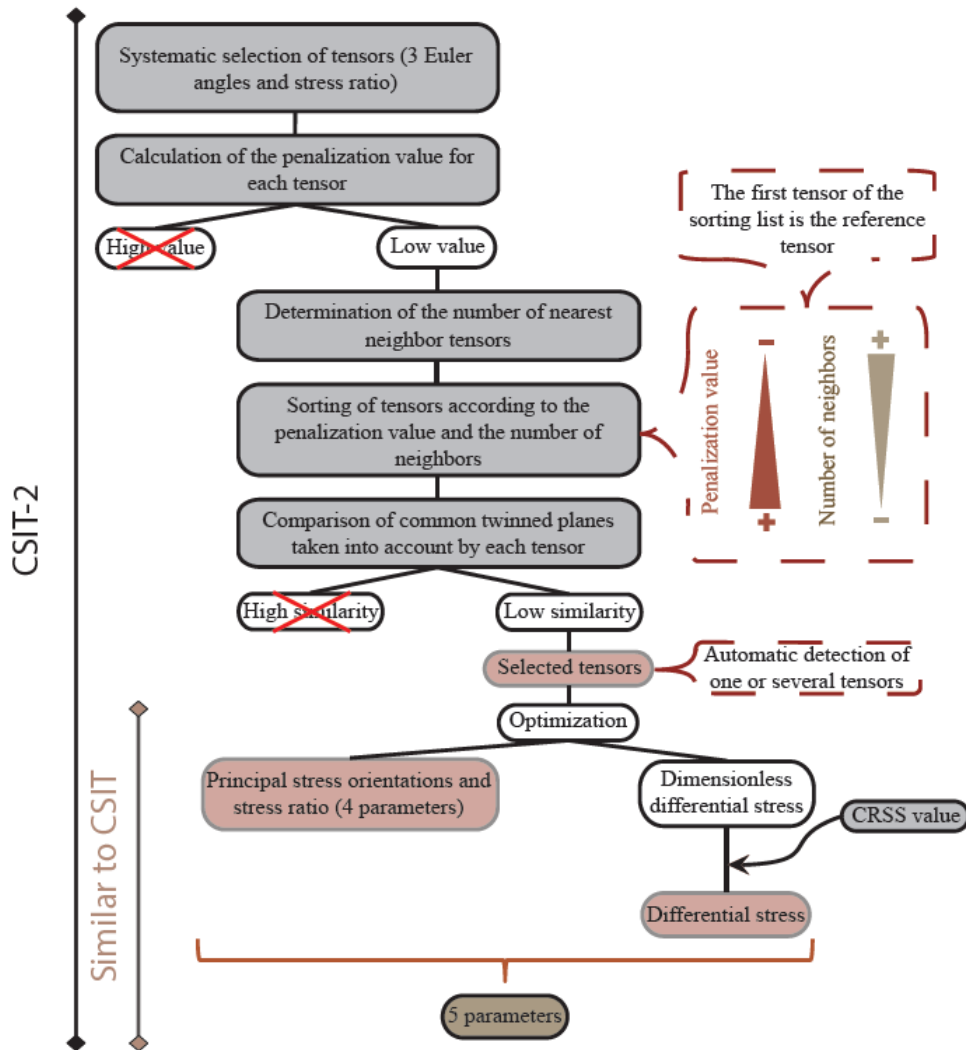 Systematic selection of tensors (3 Euler
angles and stress ratio)
Calculation of the penalization value for
each tensor
High value
Low value
The first tensor of the
sorting list is the reference
tensor
Determination of the number of nearest
neighbor tensors
Sorting of tensors according to the
penalization value and the number of
neighbors
Penalization value
-
+
Number of neighbors
+
-
Comparison of common twinned planes
taken into account by each tensor
High similarity
Low similarity
Selected tensors
Automatic detection of
one or several tensors
Optimization
Principal stress orientations and
stress ratio (4 parameters)
Dimensionless
differential stress
CRSS value
Differential stress
5 parameters
CSIT-2
Similar to CSIT